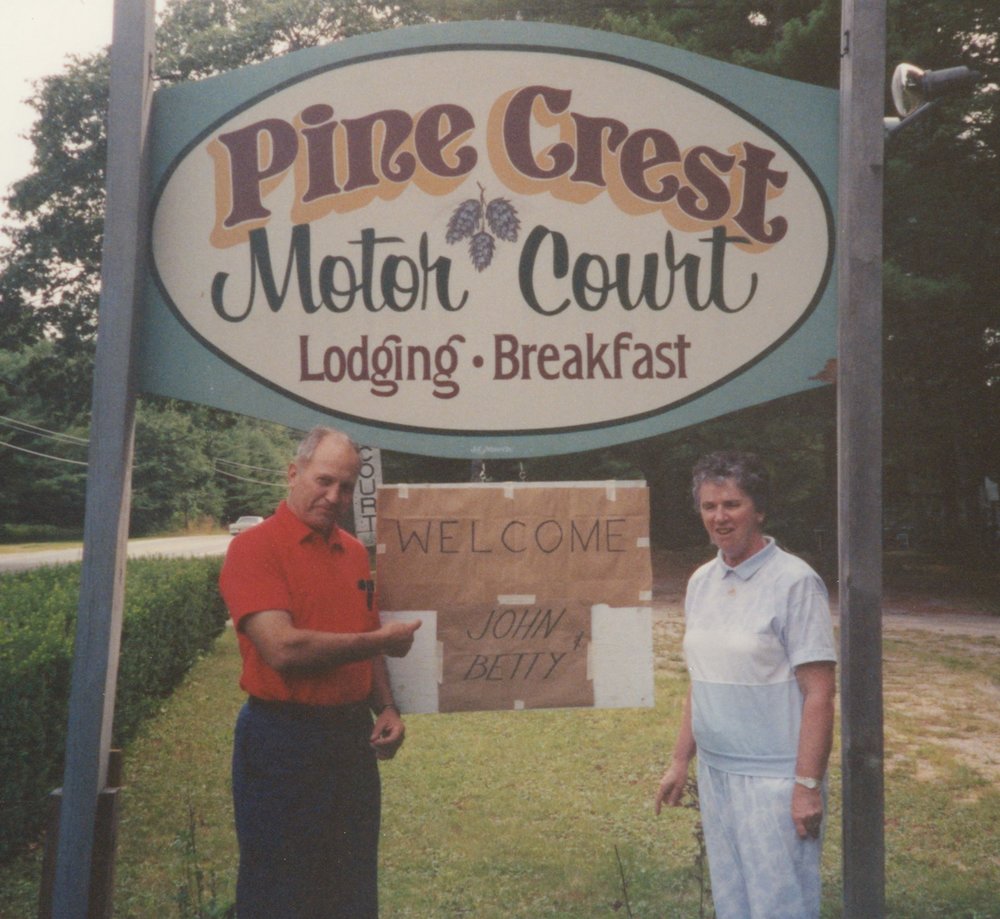 Pine Crest
Motor Court
Lodging • Breakfast
COURT
WELCOME
JOHN &
BETTY